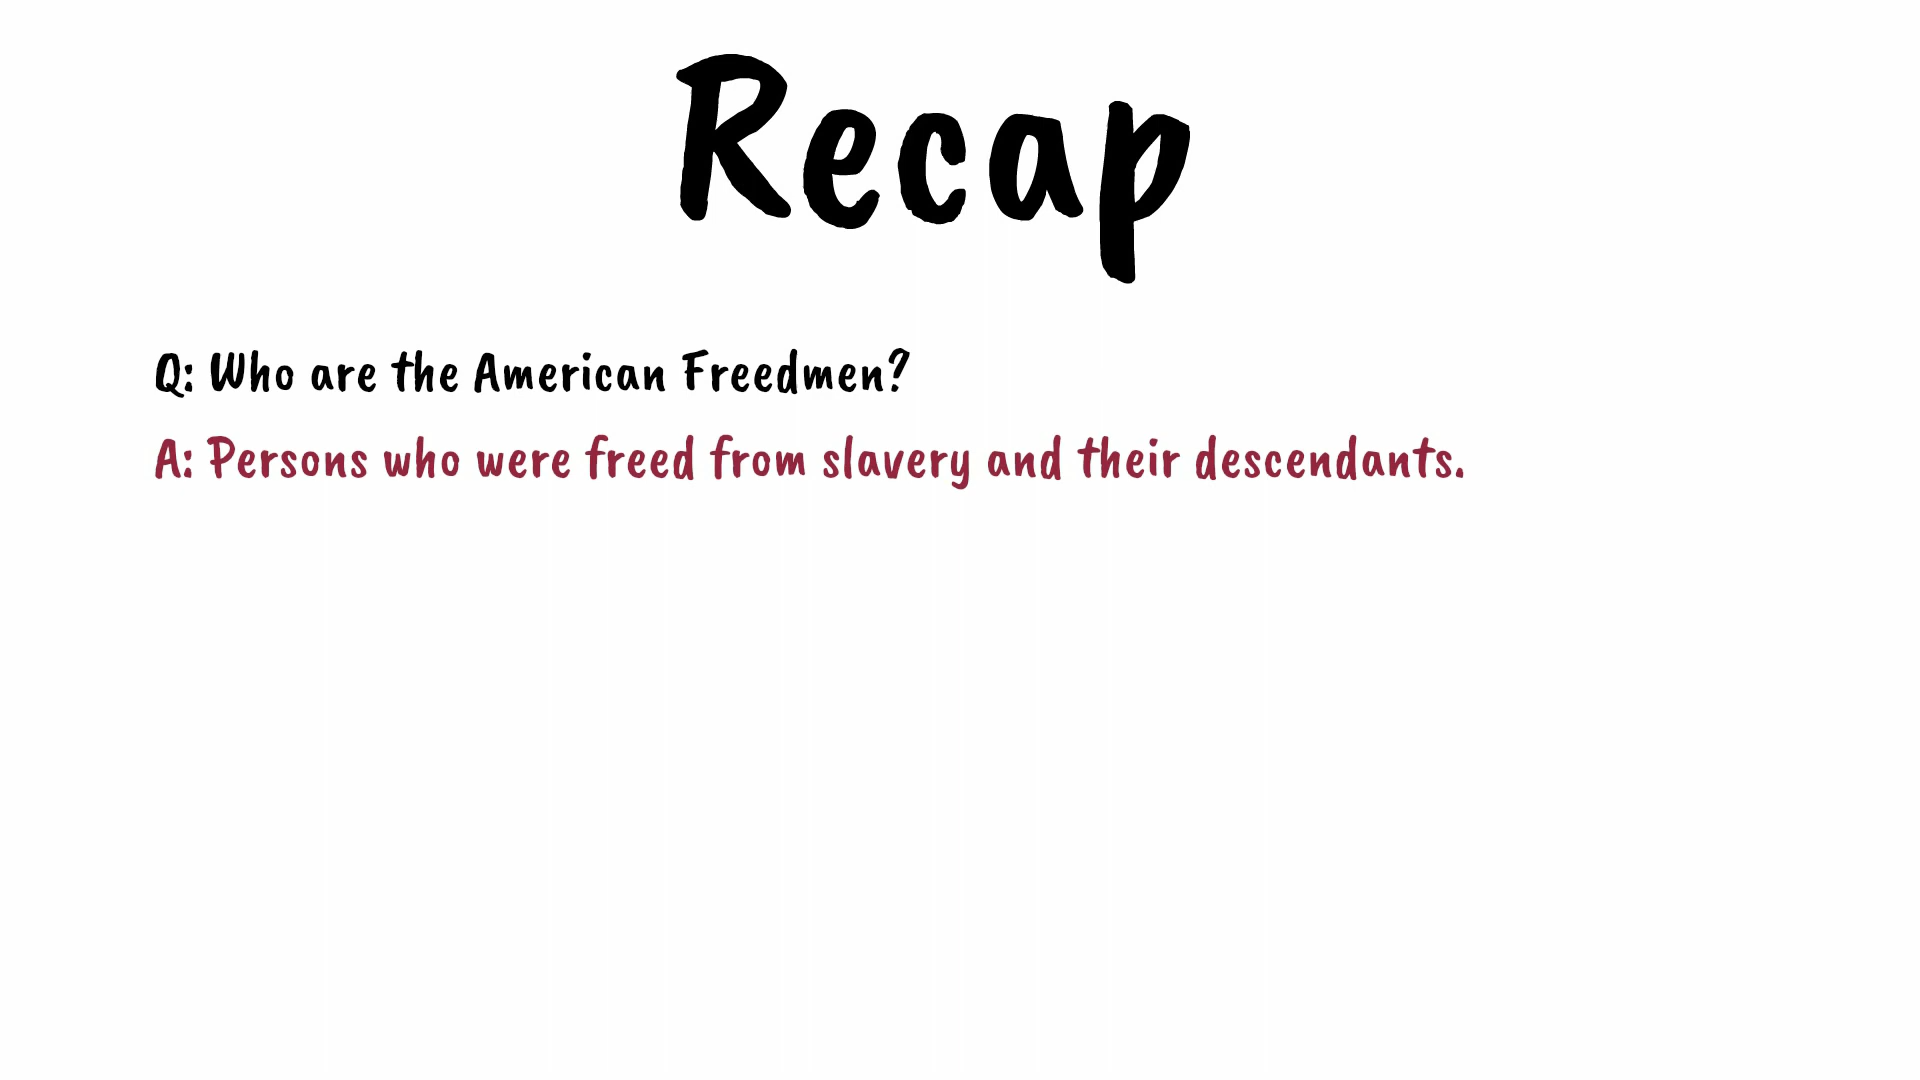 Recap
Q: Who are the American Freedmen?
A: Persons who were freed from slavery and their descendants.